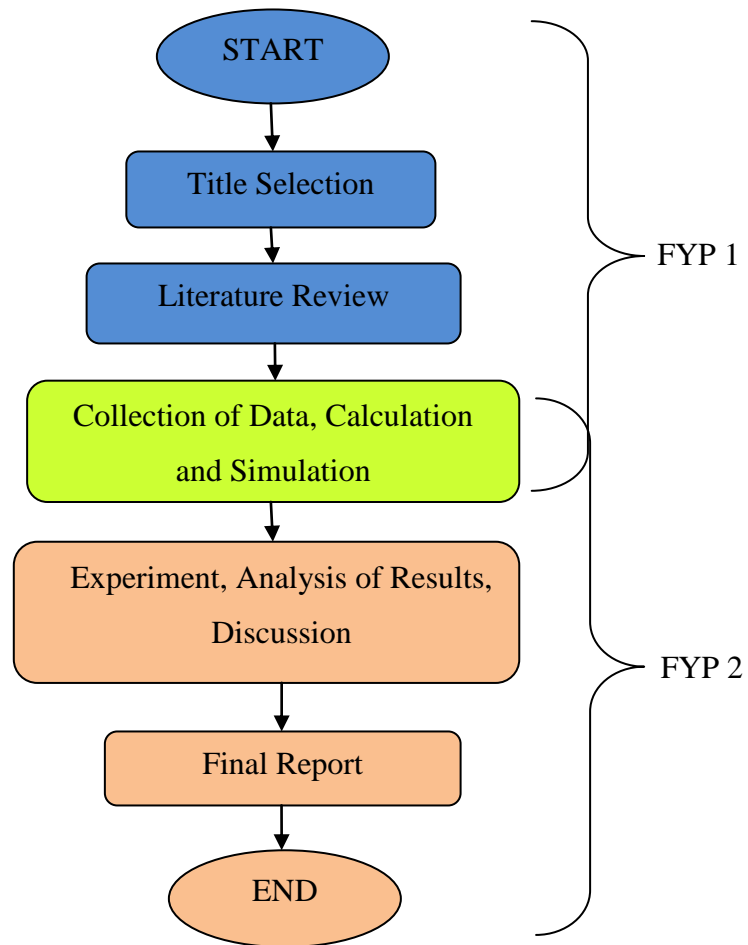 START
Title Selection
Literature Review
FYP 1
Collection of Data, Calculation
and Simulation
Experiment, Analysis of Results,
Discussion
FYP 2
Final Report
END